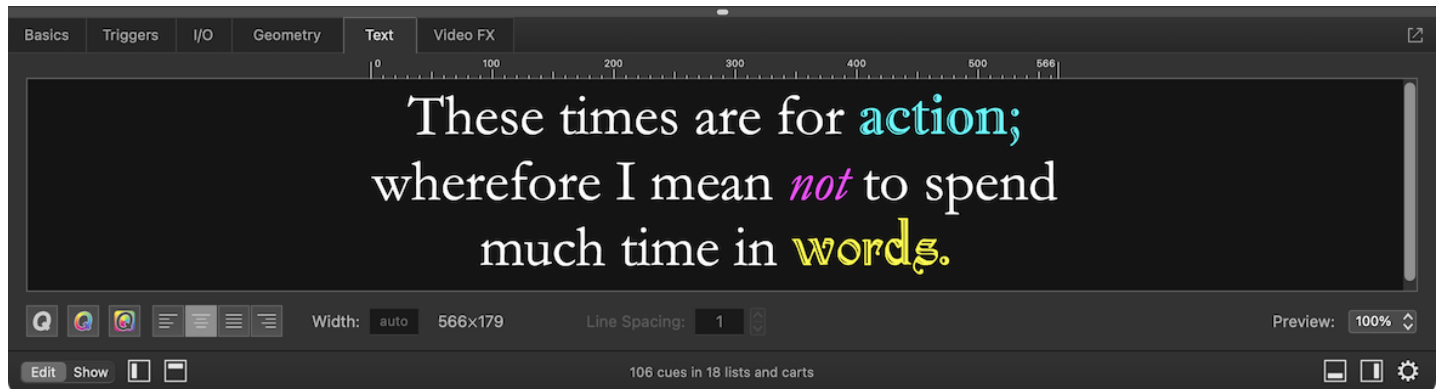 Basics Triggers I/O Geometry Text Video FX
0 100 200 300 400 500 566
These times are for action;
wherefore I mean not to spend
much time in words.
Q Q Q Width: auto 566×179 Line Spacing: 1 Preview: 100%
Edit Show 106 cues in 18 lists and carts